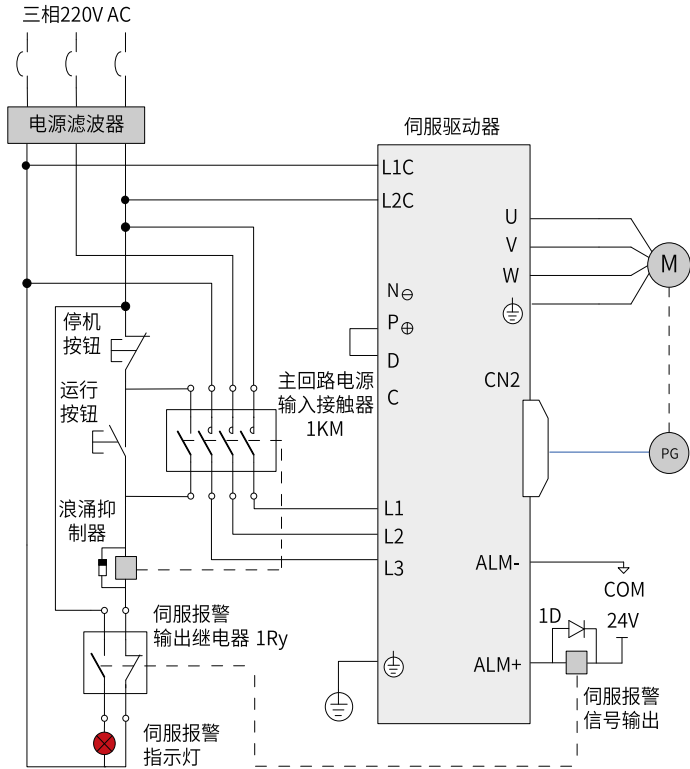 三相220V AC
电源滤波器
伺服驱动器
L1C
L2C
U
V
W
M
N⊖
P⊕
D
C
停机
按钮
运行
按钮
主回路电源
输入接触器
1KM
CN2
PG
浪涌抑
制器
L1
L2
L3
ALM-
COM
伺服报警
输出继电器 1Ry
1D
24V
ALM+
伺服报警
信号输出
伺服报警
指示灯